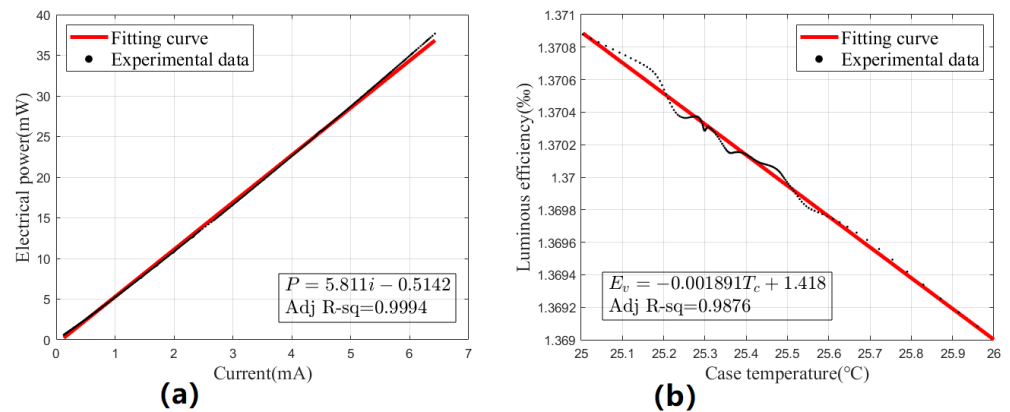 40
35
30
25
20
15
10
5
0
Electrical power(mW)
Fitting curve
Experimental data
P = 5.811i − 0.5142
Adj R-sq=0.9994
0 1 2 3 4 5 6 7
Current(mA)
(a)
1.371
1.3708
1.3706
1.3704
1.3702
1.37
1.3698
1.3696
1.3694
1.3692
1.369
Luminous efficiency(‰)
Fitting curve
Experimental data
E_v = −0.001891T_c + 1.418
Adj R-sq=0.9876
25 25.1 25.2 25.3 25.4 25.5 25.6 25.7 25.8 25.9 26
Case temperature(°C)
(b)